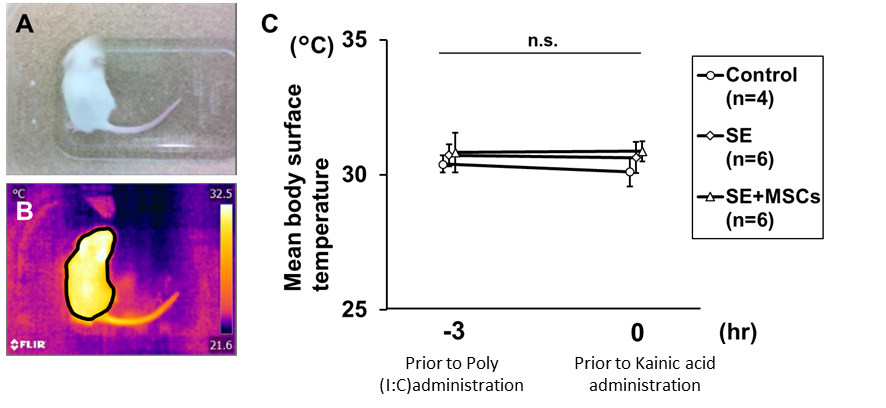 A
°C
B
32.5
21.6
FLIR
C
(°C)
35
30
25
Mean body surface
temperature
n.s.
-3
0
(hr)
Prior to Poly
(I:C)administration
Prior to Kainic acid
administration
Control
(n=4)
SE
(n=6)
SE+MSCs
(n=6)